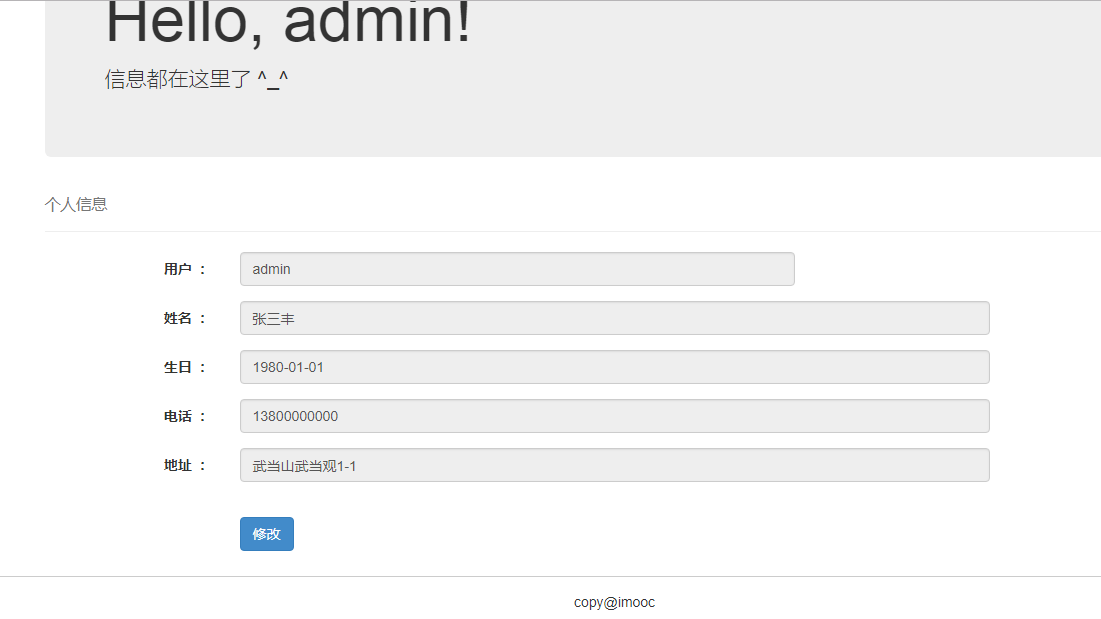 Hello, admin!
信息都在这里了 ^_^
个人信息
用户 ： admin
姓名 ： 张三丰
生日 ： 1980-01-01
电话 ： 13800000000
地址 ： 武当山武当观1-1
修改
copy@imooc